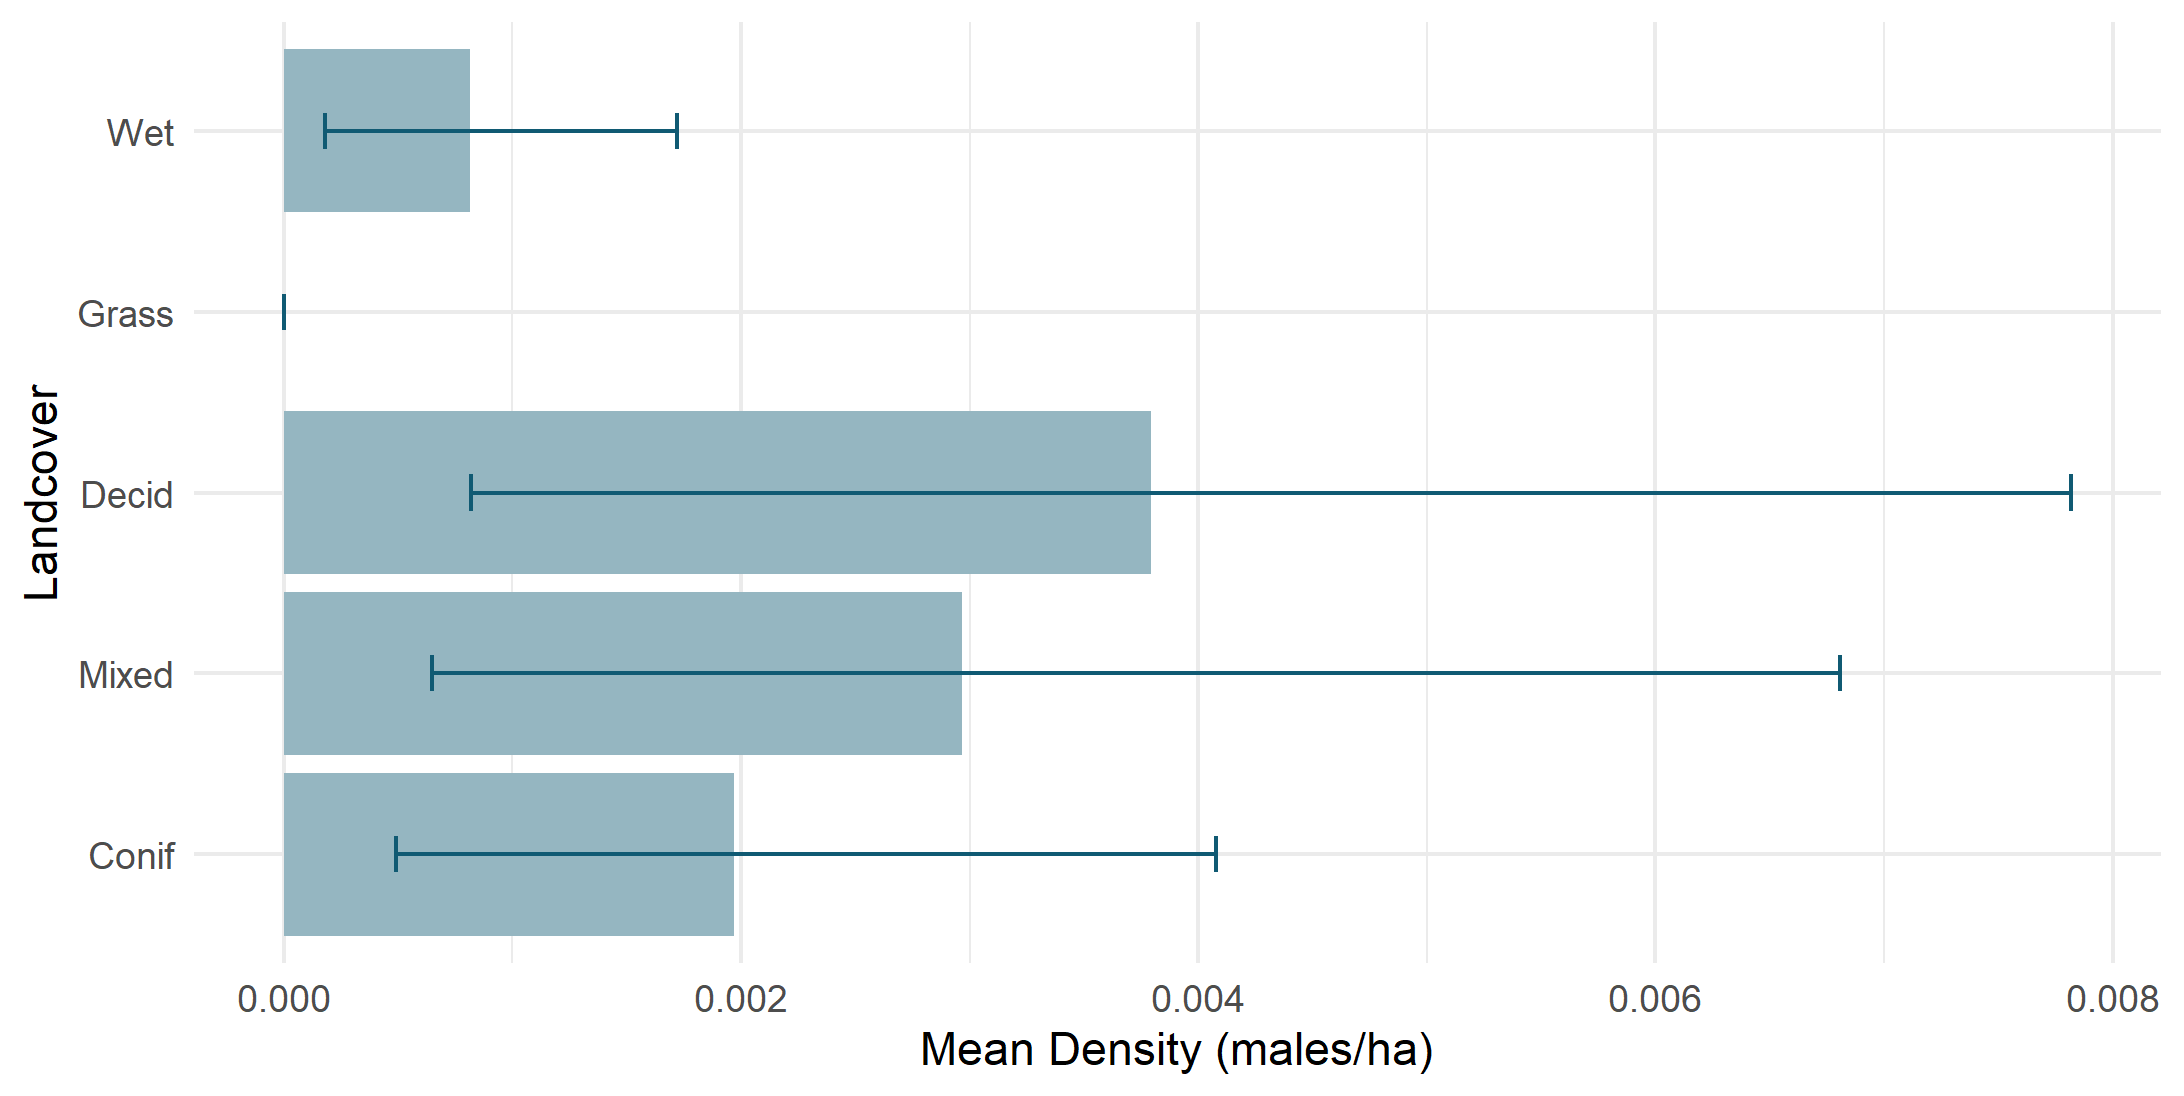 Wet
Grass
Decid
Mixed
Conif
Landcover
0.000 0.002 0.004 0.006 0.008
Mean Density (males/ha)